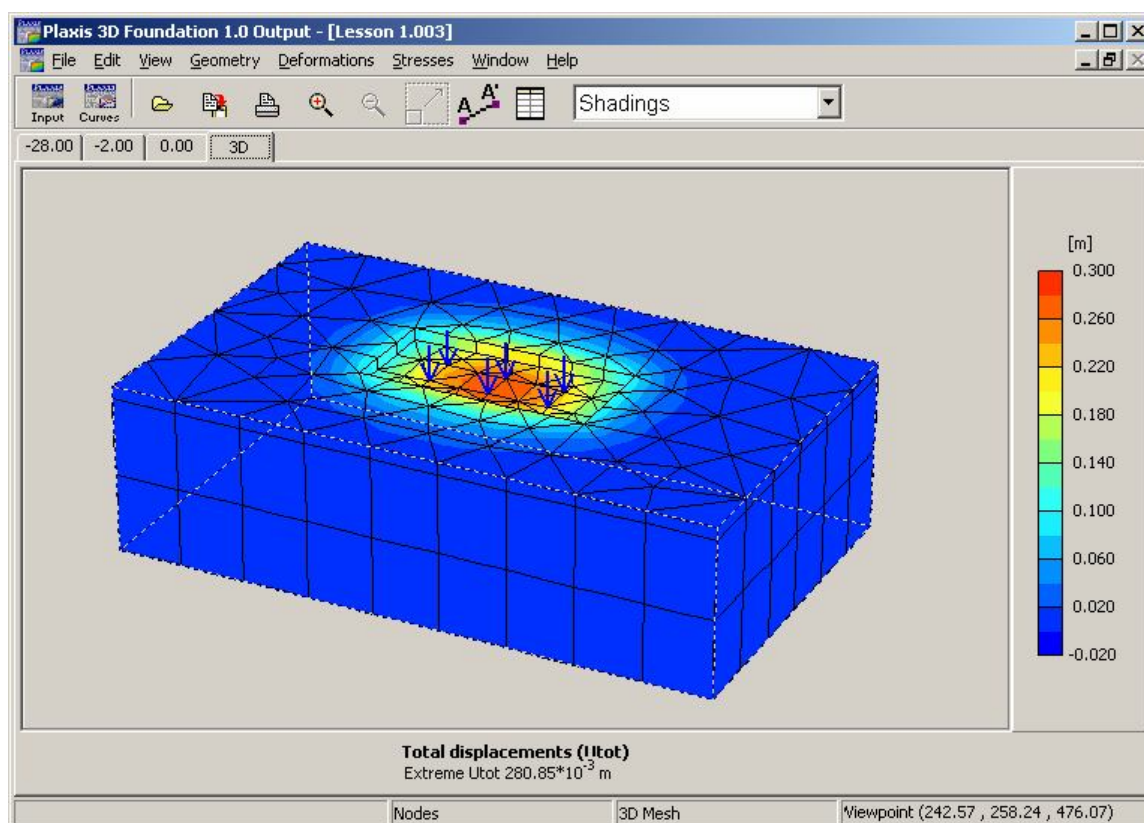 Plaxis 3D Foundation 1.0 Output - [Lesson 1.003]
File Edit View Geometry Deformations Stresses Window Help
Input Curves A A* Shadings
-28.00 -2.00 0.00 3D
[m]
0.300
0.260
0.220
0.180
0.140
0.100
0.060
0.020
-0.020
Total displacements (Utot)
Extreme Utot 280.85*10-3 m
Nodes 3D Mesh Viewpoint (242.57 , 258.24 , 476.07)